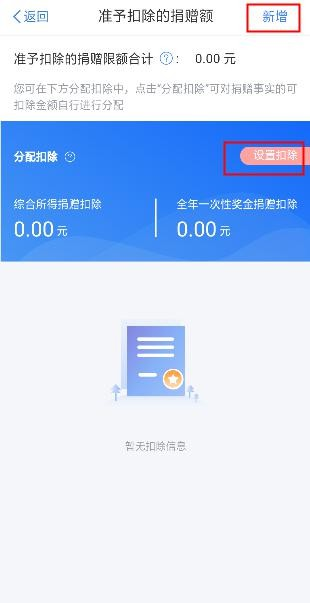 返回 准予扣除的捐赠额 新增
准予扣除的捐赠限额合计 ?： 0.00 元
您可在下方分配扣除中，点击“分配扣除”可对捐赠事实的可
扣除金额自行进行分配
分配扣除 ? 设置扣除
综合所得捐赠扣除 全年一次性奖金捐赠扣除
0.00 元 0.00 元
暂无扣除信息